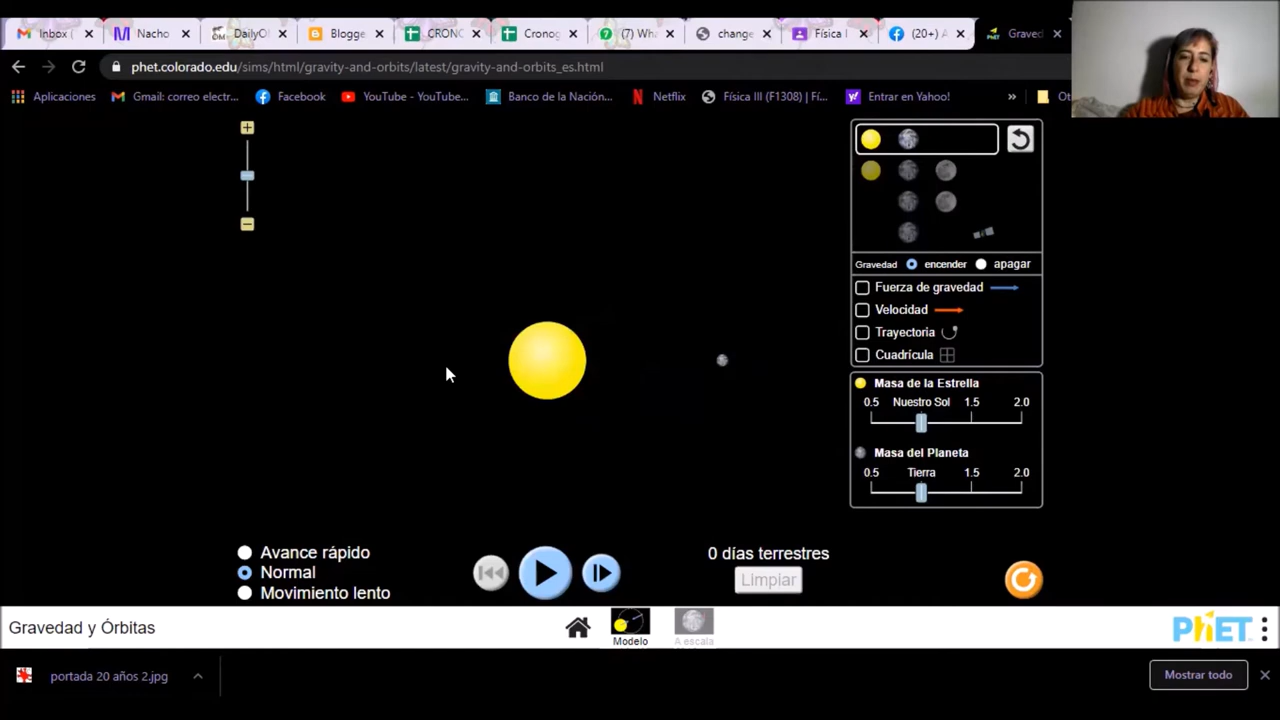 Inbox (
Nacho
DailyO
Blogge
CRONO
Cronog
(7) Wha
change
Física I
(20+) A
Graved
phet.colorado.edu/sims/html/gravity-and-orbits/latest/gravity-and-orbits_es.html
Aplicaciones
Gmail: correo electr...
Facebook
YouTube - YouTube...
Banco de la Nación...
Netflix
Física III (F1308) | Fí...
Entrar en Yahoo!
»
Ot
Gravedad encender apagar
Fuerza de gravedad
Velocidad
Trayectoria
Cuadrícula
Masa de la Estrella
0.5 Nuestro Sol 1.5 2.0
Masa del Planeta
0.5 Tierra 1.5 2.0
Avance rápido
Normal
Movimiento lento
0 días terrestres
Limpiar
Gravedad y Órbitas
Modelo
A escala
PhET
portada 20 años 2.jpg
Mostrar todo